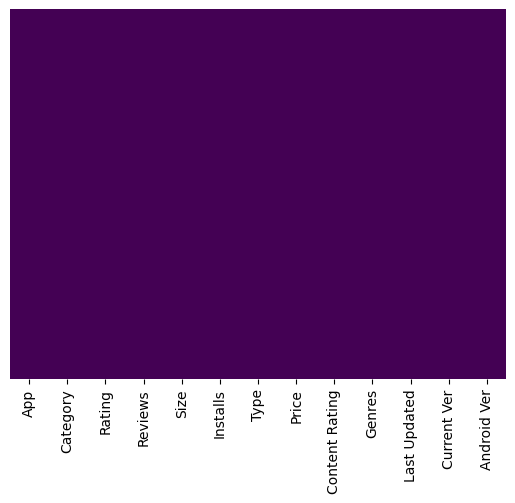 App
Category
Rating
Reviews
Size
Installs
Type
Price
Content Rating
Genres
Last Updated
Current Ver
Android Ver